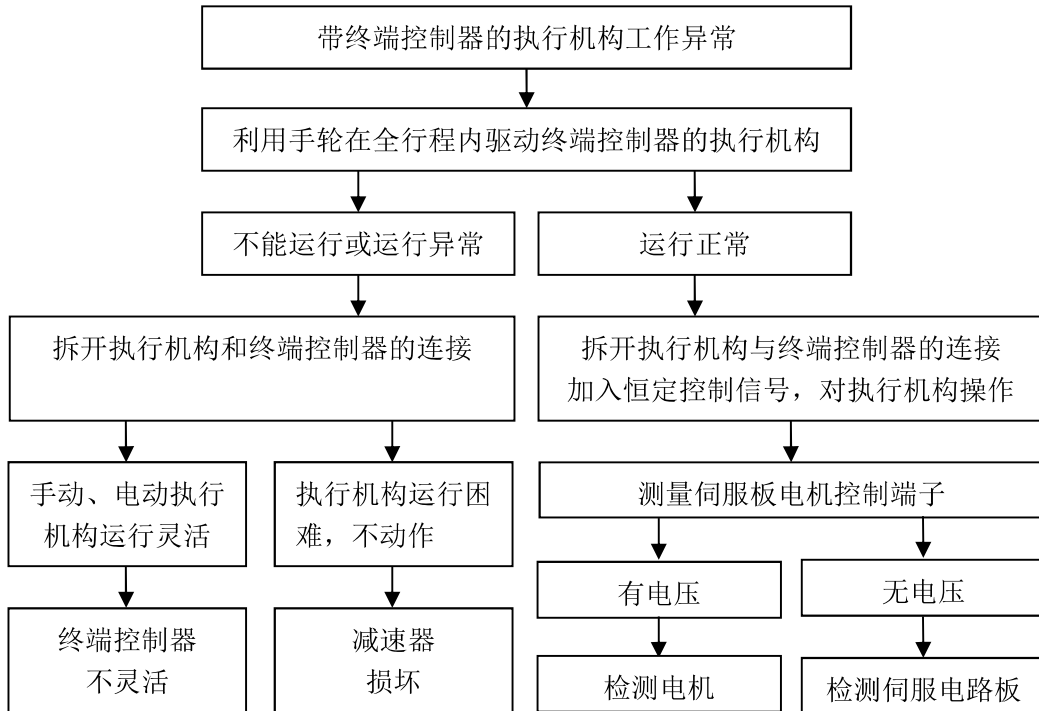 带终端控制器的执行机构工作异常
利用手轮在全行程内驱动终端控制器的执行机构
不能运行或运行异常
运行正常
拆开执行机构和终端控制器的连接
拆开执行机构与终端控制器的连接
加入恒定控制信号，对执行机构操作
手动、电动执行
机构运行灵活
执行机构运行困
难，不动作
测量伺服板电机控制端子
有电压
无电压
终端控制器
不灵活
减速器
损坏
检测电机
检测伺服电路板